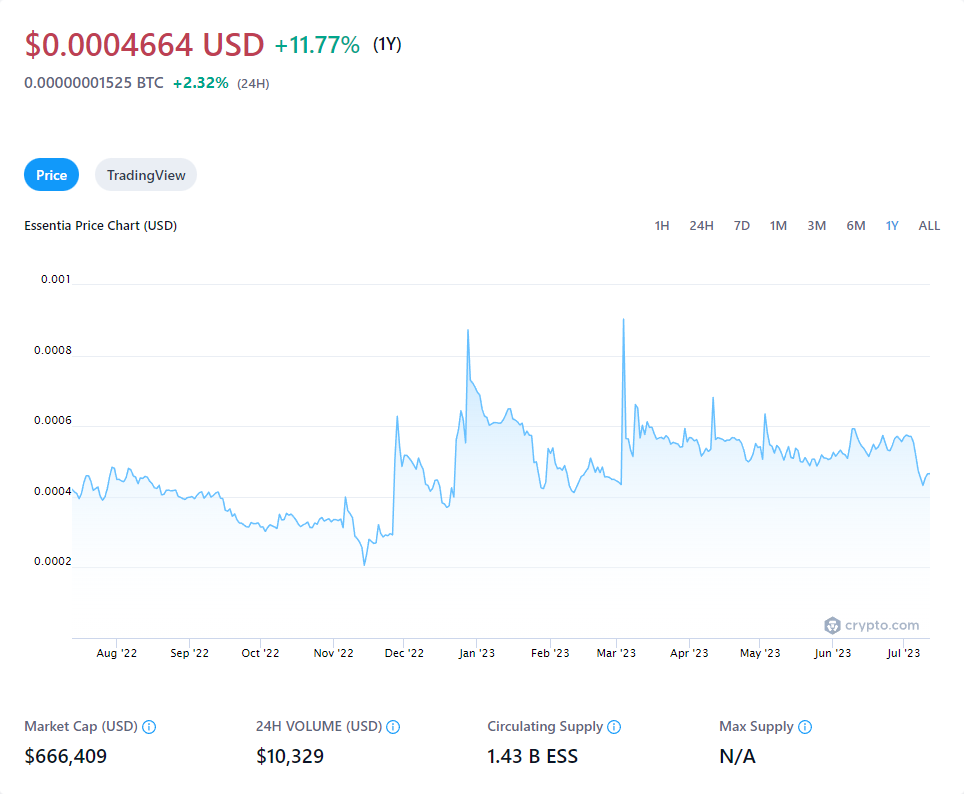 $0.0004664 USD +11.77% (1Y)
0.00000001525 BTC +2.32% (24H)
Price TradingView
Essentia Price Chart (USD) 1H 24H 7D 1M 3M 6M 1Y ALL
0.001
0.0008
0.0006
0.0004
0.0002
crypto.com
Aug '22 Sep '22 Oct '22 Nov '22 Dec '22 Jan '23 Feb '23 Mar '23 Apr '23 May '23 Jun '23 Jul '23
Market Cap (USD) 24H VOLUME (USD) Circulating Supply Max Supply
$666,409 $10,329 1.43 B ESS N/A